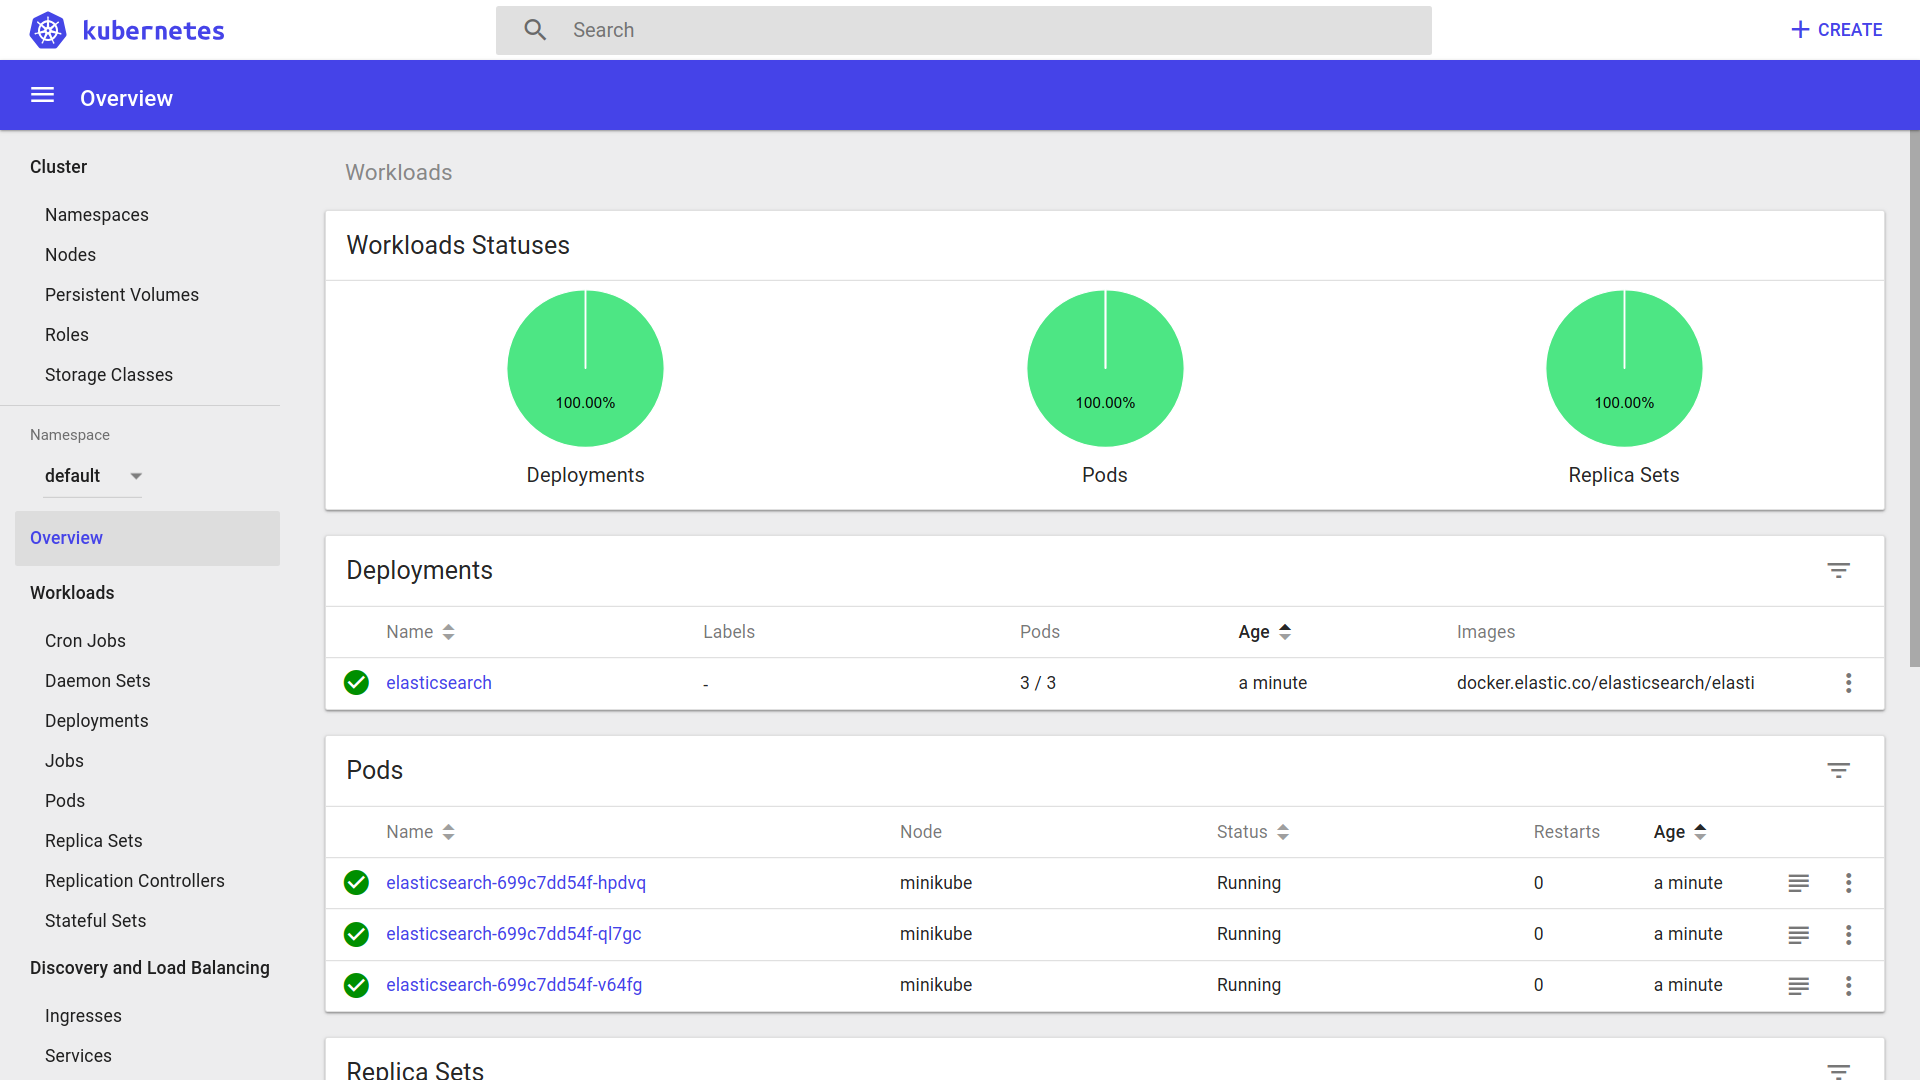 kubernetes
Search
CREATE
Overview
Cluster
Namespaces
Nodes
Persistent Volumes
Roles
Storage Classes
Namespace
default
Overview
Workloads
Cron Jobs
Daemon Sets
Deployments
Jobs
Pods
Replica Sets
Replication Controllers
Stateful Sets
Discovery and Load Balancing
Ingresses
Services
Workloads
Workloads Statuses
100.00% 100.00% 100.00%
Deployments Pods Replica Sets
Deployments
Name Labels Pods Age Images
elasticsearch - 3 / 3 a minute docker.elastic.co/elasticsearch/elasti
Pods
Name Node Status Restarts Age
elasticsearch-699c7dd54f-hpdvq minikube Running 0 a minute
elasticsearch-699c7dd54f-ql7gc minikube Running 0 a minute
elasticsearch-699c7dd54f-v64fg minikube Running 0 a minute
Replica Sets